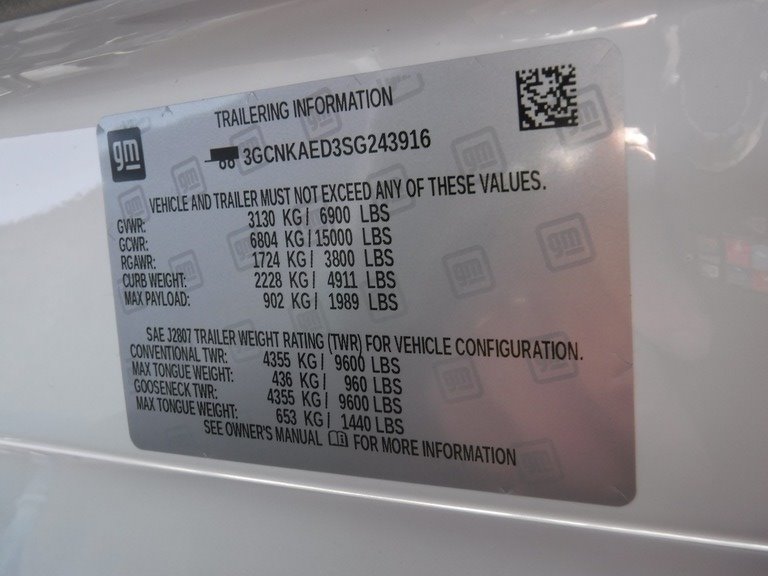 gm
TRAILERING INFORMATION
3GCNKAED3SG243916
VEHICLE AND TRAILER MUST NOT EXCEED ANY OF THESE VALUES.
GVWR: 3130 KG / 6900 LBS
GCWR: 6804 KG / 15000 LBS
RGAWR: 1724 KG / 3800 LBS
CURB WEIGHT: 2228 KG / 4911 LBS
MAX PAYLOAD: 902 KG / 1989 LBS
SAE J2807 TRAILER WEIGHT RATING (TWR) FOR VEHICLE CONFIGURATION.
CONVENTIONAL TWR: 4355 KG / 9600 LBS
MAX TONGUE WEIGHT: 436 KG / 960 LBS
GOOSENECK TWR: 4355 KG / 9600 LBS
MAX TONGUE WEIGHT: 653 KG / 1440 LBS
SEE OWNER'S MANUAL FOR MORE INFORMATION